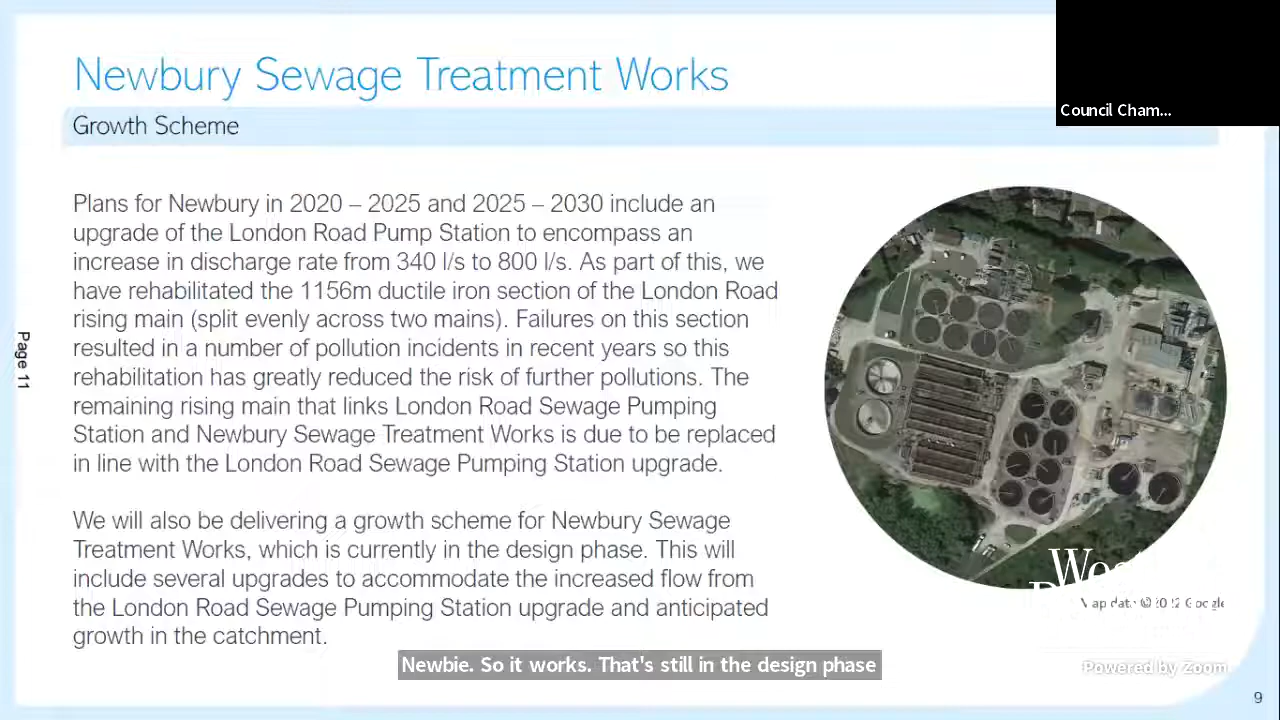 Newbury Sewage Treatment Works
Council Cham...
Growth Scheme
Plans for Newbury in 2020 – 2025 and 2025 – 2030 include an
upgrade of the London Road Pump Station to encompass an
increase in discharge rate from 340 l/s to 800 l/s. As part of this, we
have rehabilitated the 1156m ductile iron section of the London Road
rising main (split evenly across two mains). Failures on this section
resulted in a number of pollution incidents in recent years so this
rehabilitation has greatly reduced the risk of further pollutions. The
remaining rising main that links London Road Sewage Pumping
Station and Newbury Sewage Treatment Works is due to be replaced
in line with the London Road Sewage Pumping Station upgrade.
We will also be delivering a growth scheme for Newbury Sewage
Treatment Works, which is currently in the design phase. This will
include several upgrades to accommodate the increased flow from
the London Road Sewage Pumping Station upgrade and anticipated
growth in the catchment.
Page 11
Google
Newbie. So it works. That's still in the design phase
Powered by Zoom
9